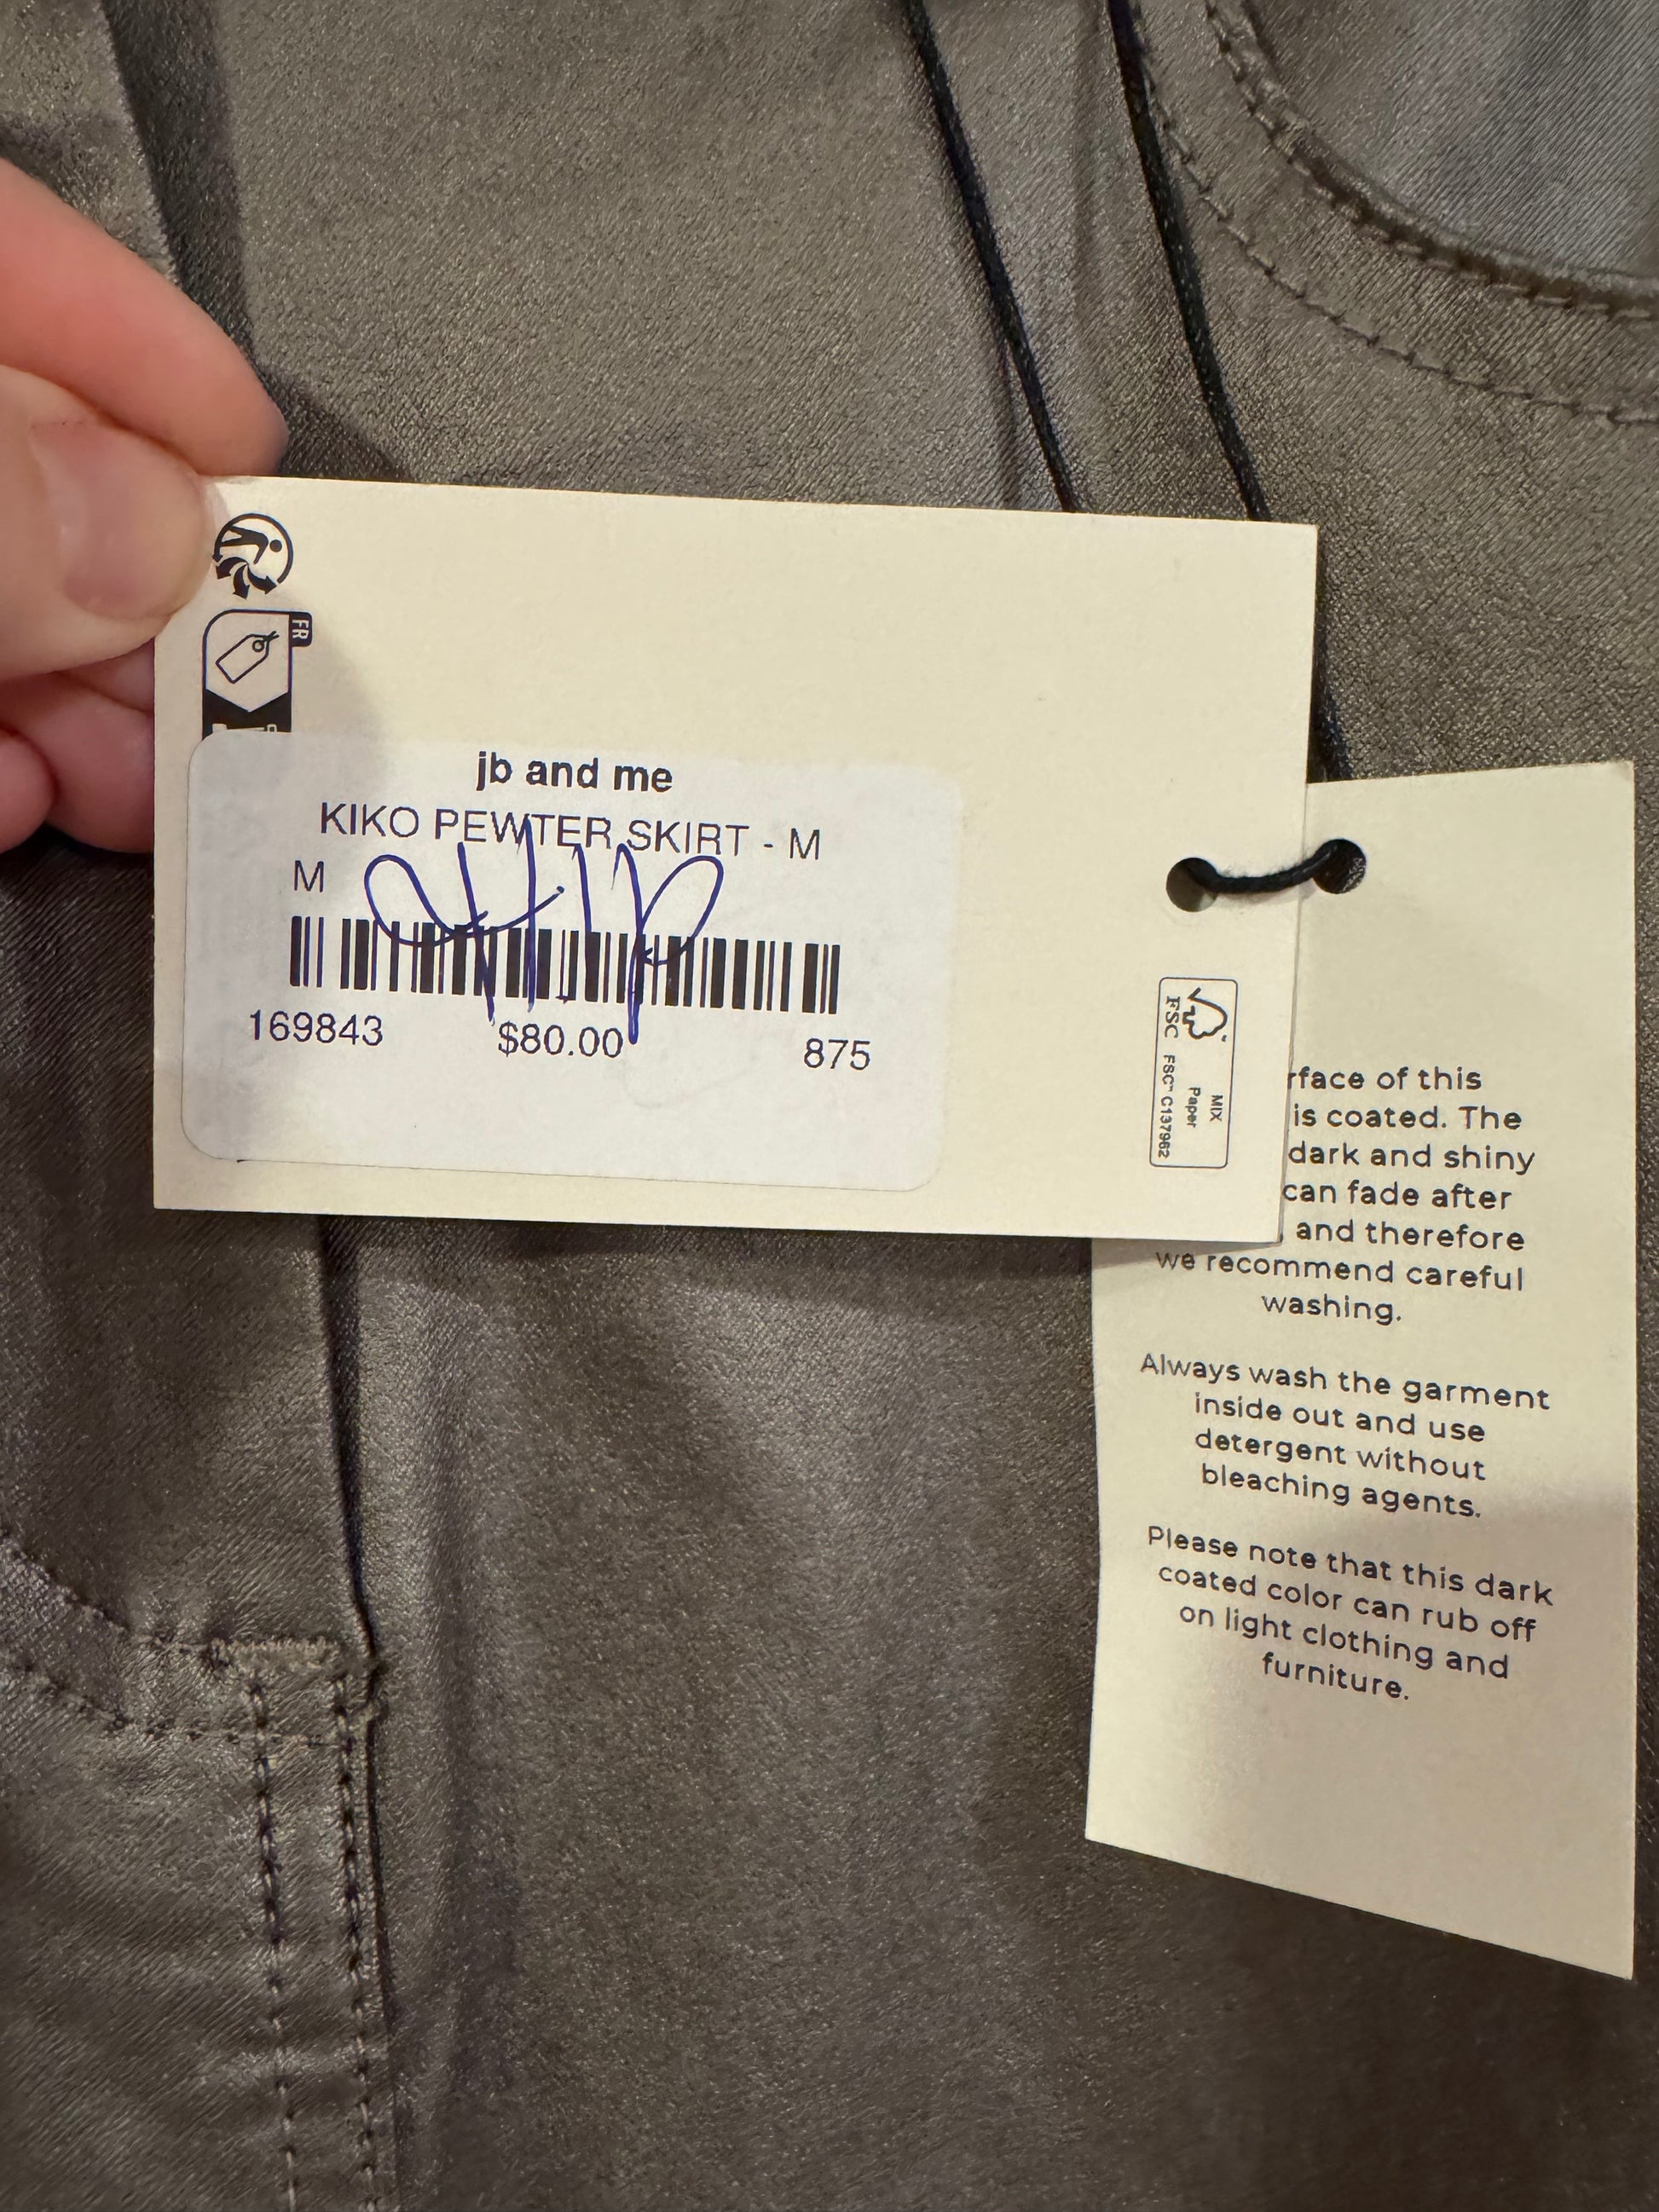 FR
jb and me
KIKO PEWTER SKIRT - M
M
169843 $80.00 875
FSC
FSC™ C137962
MIX
Paper
is coated. The
dark and shiny
can fade after
and therefore
we recommend careful
washing.
Always wash the garment
inside out and use
detergent without
bleaching agents.
Please note that this dark
coated color can rub off
on light clothing and
furniture.